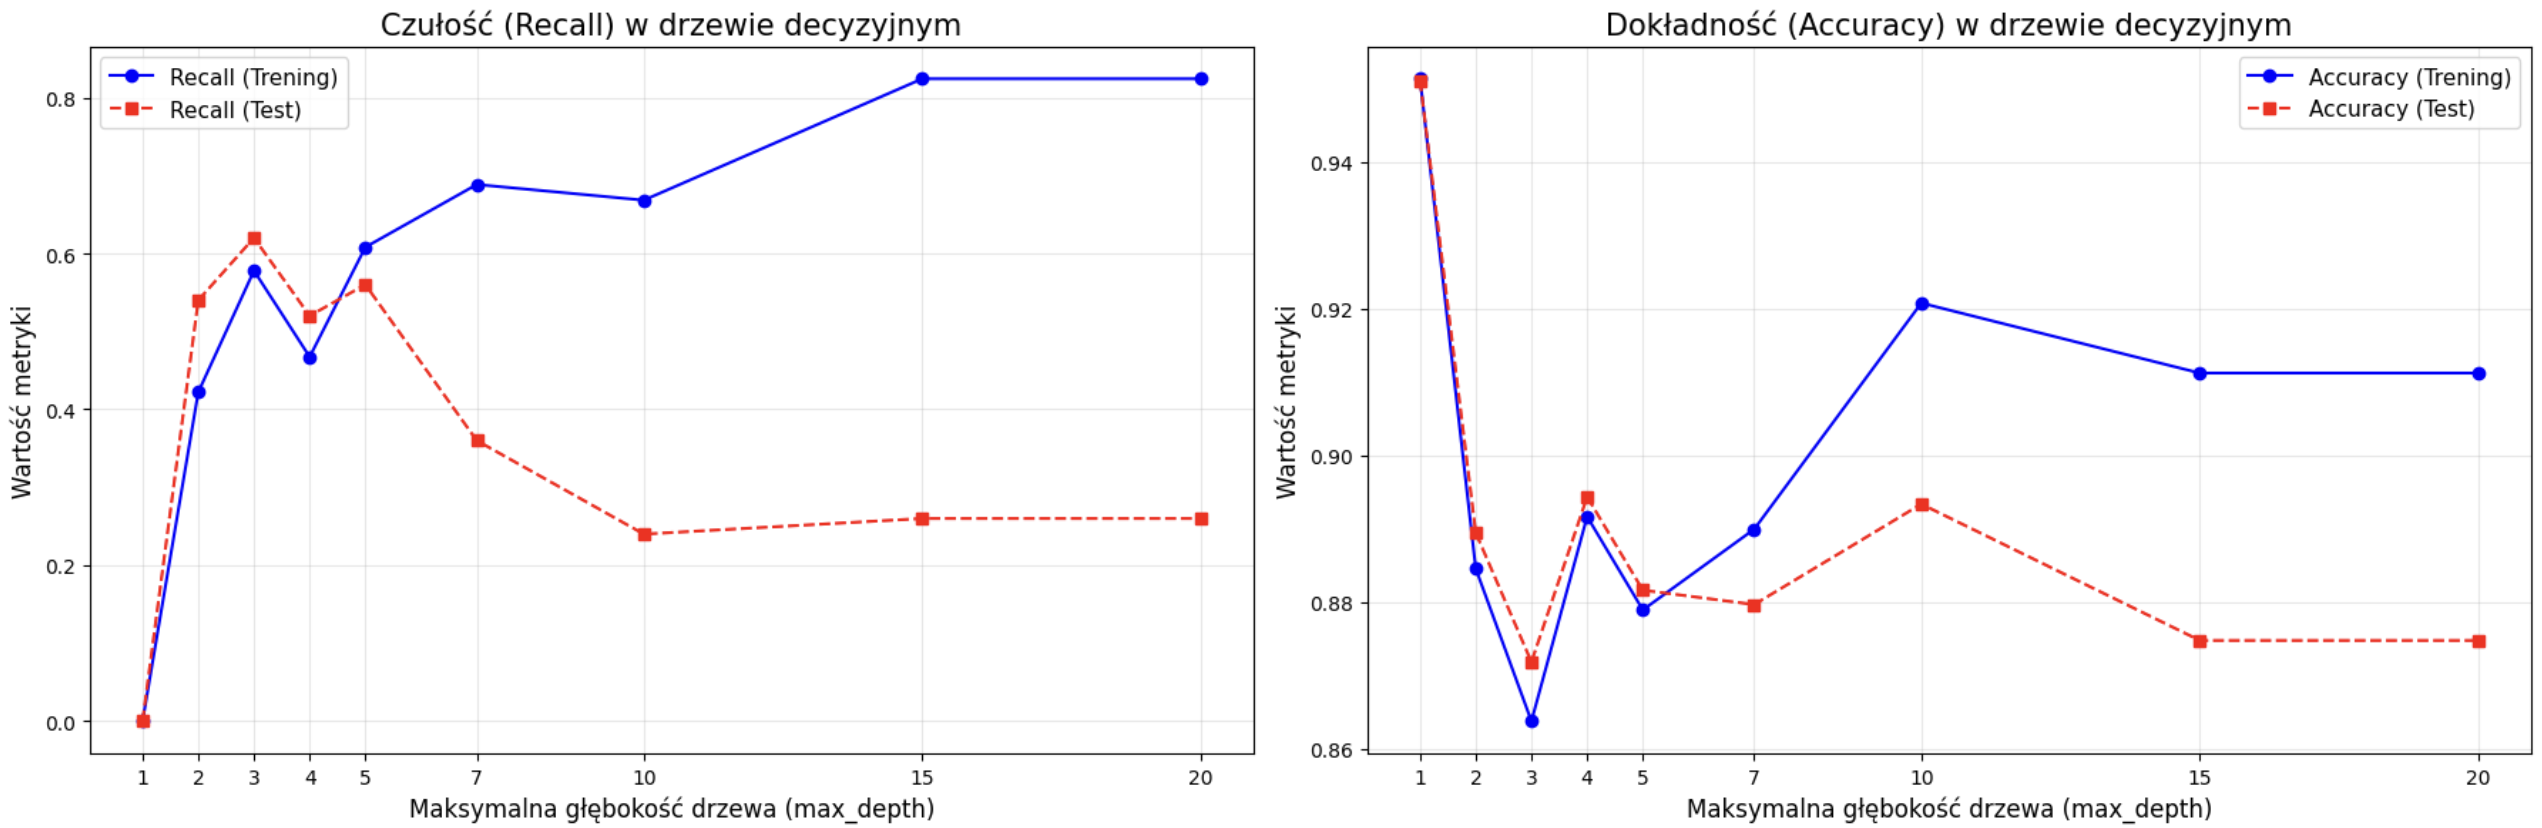 Czułość (Recall) w drzewie decyzyjnym
Recall (Trening)
Recall (Test)
Wartość metryki
0.8
0.6
0.4
0.2
0.0
1 2 3 4 5 7 10 15 20
Maksymalna głębokość drzewa (max_depth)
Dokładność (Accuracy) w drzewie decyzyjnym
Accuracy (Trening)
Accuracy (Test)
Wartość metryki
0.94
0.92
0.90
0.88
0.86
1 2 3 4 5 7 10 15 20
Maksymalna głębokość drzewa (max_depth)